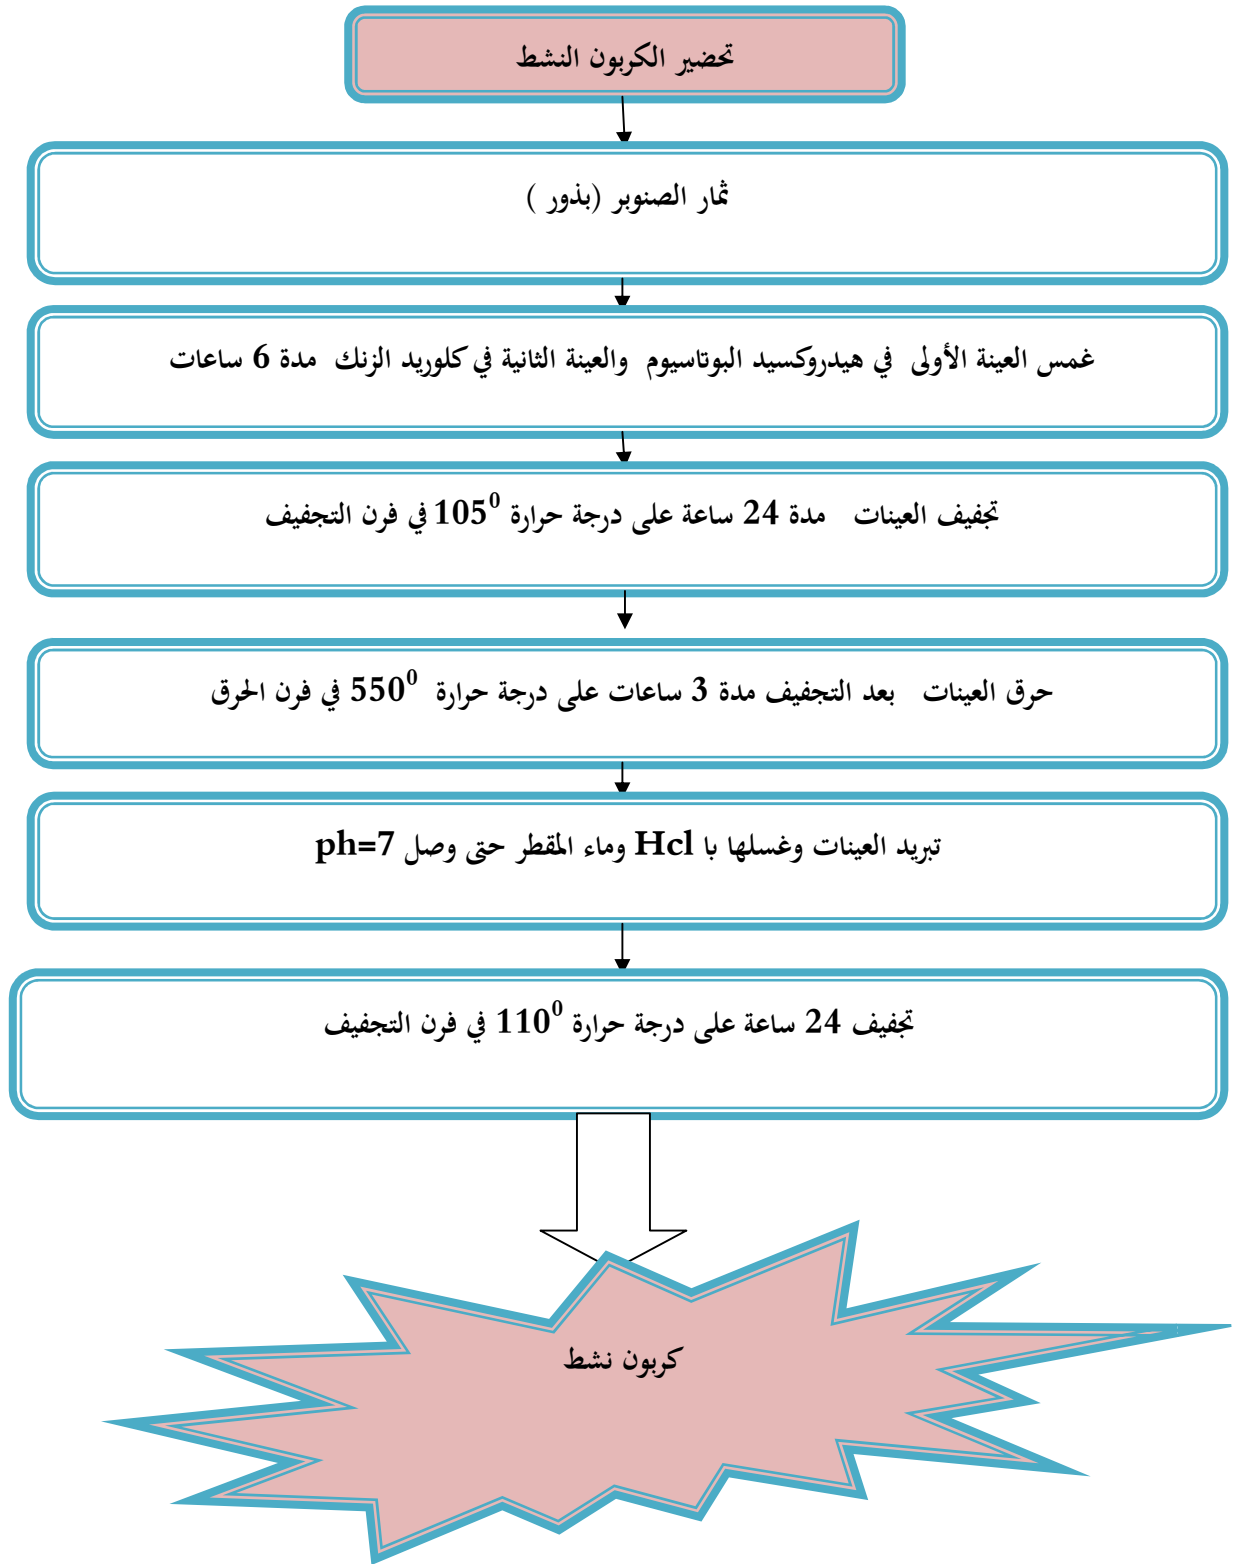 تحضير الكربون النشط
ثمار الصنوبر (بذور )
غمس العينة الأولى في هيدروكسيد البوتاسيوم والعينة الثانية في كلوريد الزنك مدة 6 ساعات
تجفيف العينات مدة 24 ساعة على درجة حرارة 105⁰ في فرن التجفيف
حرق العينات بعد التجفيف مدة 3 ساعات على درجة حرارة 550⁰ في فرن الحرق
تبريد العينات وغسلها با Hcl وماء المقطر حتى وصل ph=7
تجفيف 24 ساعة على درجة حرارة 110⁰ في فرن التجفيف
كربون نشط